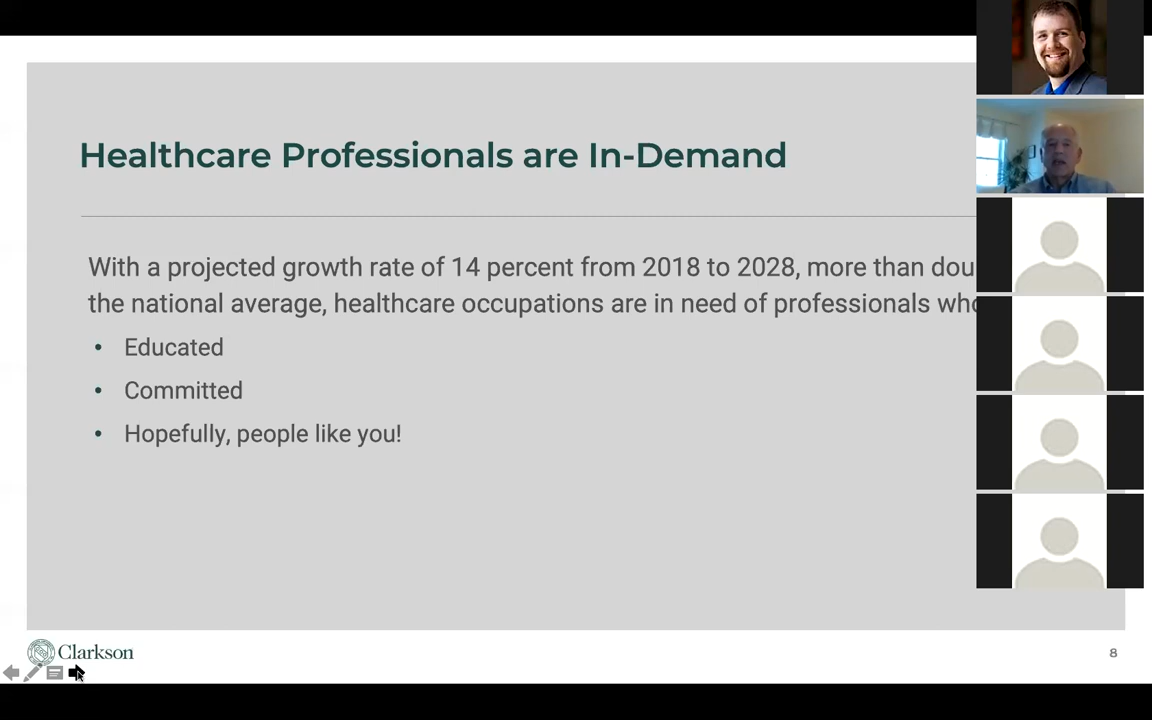 Healthcare Professionals are In-Demand
With a projected growth rate of 14 percent from 2018 to 2028, more than dou
the national average, healthcare occupations are in need of professionals who
• Educated
• Committed
• Hopefully, people like you!
Clarkson
8